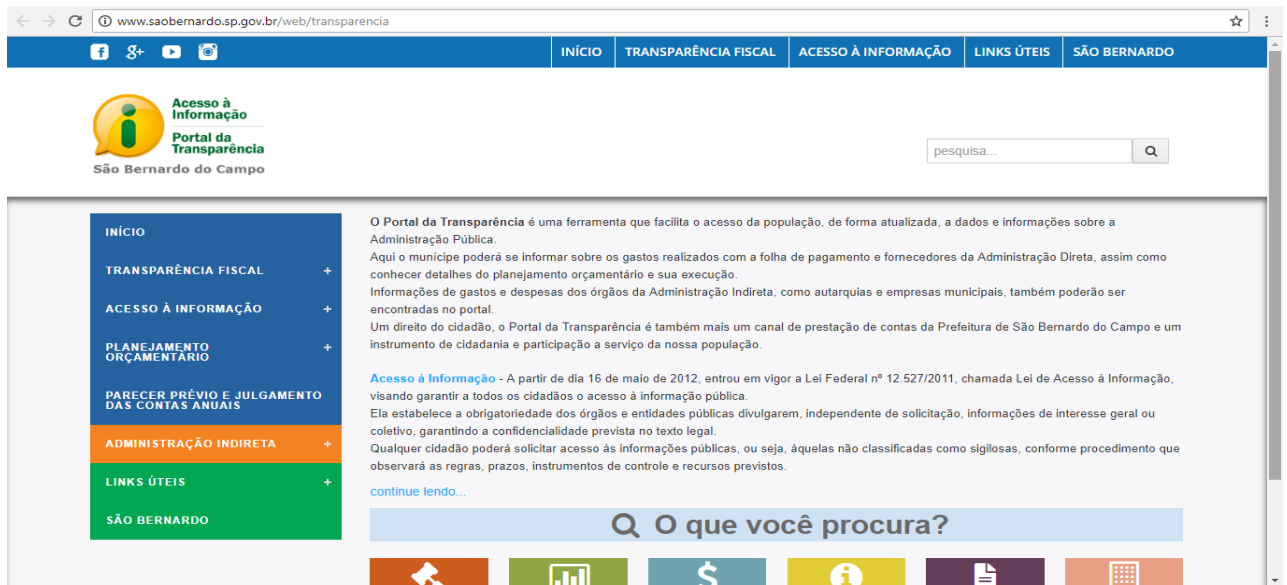 www.saobernardo.sp.gov.br/web/transparencia
INÍCIO TRANSPARÊNCIA FISCAL ACESSO À INFORMAÇÃO LINKS ÚTEIS SÃO BERNARDO
Acesso à
Informação
Portal da
Transparência
São Bernardo do Campo
pesquisa...
INÍCIO
TRANSPARÊNCIA FISCAL +
ACESSO À INFORMAÇÃO +
PLANEJAMENTO +
ORÇAMENTÁRIO
PARECER PRÉVIO E JULGAMENTO
DAS CONTAS ANUAIS
ADMINISTRAÇÃO INDIRETA +
LINKS ÚTEIS +
SÃO BERNARDO
O Portal da Transparência é uma ferramenta que facilita o acesso da população, de forma atualizada, a dados e informações sobre a
Administração Pública.
Aqui o munícipe poderá se informar sobre os gastos realizados com a folha de pagamento e fornecedores da Administração Direta, assim como
conhecer detalhes do planejamento orçamentário e sua execução.
Informações de gastos e despesas dos órgãos da Administração Indireta, como autarquias e empresas municipais, também poderão ser
encontradas no portal.
Um direito do cidadão, o Portal da Transparência é também mais um canal de prestação de contas da Prefeitura de São Bernardo do Campo e um
instrumento de cidadania e participação a serviço da nossa população.
Acesso à Informação - A partir de dia 16 de maio de 2012, entrou em vigor a Lei Federal nº 12.527/2011, chamada Lei de Acesso à Informação,
visando garantir a todos os cidadãos o acesso à informação pública.
Ela estabelece a obrigatoriedade dos órgãos e entidades públicas divulgarem, independente de solicitação, informações de interesse geral ou
coletivo, garantindo a confidencialidade prevista no texto legal.
Qualquer cidadão poderá solicitar acesso às informações públicas, ou seja, àquelas não classificadas como sigilosas, conforme procedimento que
observará as regras, prazos, instrumentos de controle e recursos previstos.
continue lendo...
O que você procura?